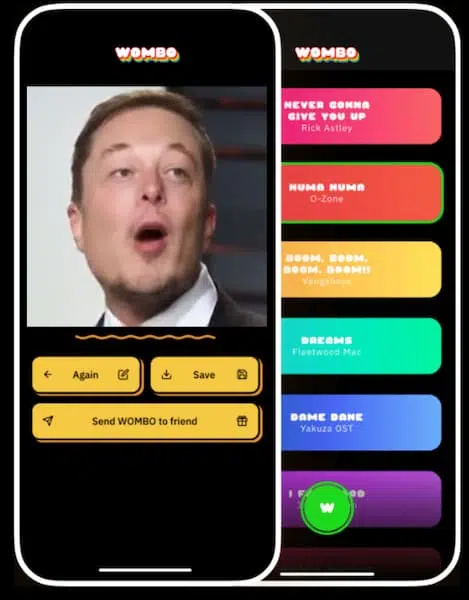 WOMBO
Again
Save
Send WOMBO to friend
WOMBO
NEVER GONNA
GIVE YOU UP
Rick Astley
NUMA NUMA
O-Zone
BOOM, BOOM,
BOOM, BOOM!!
Vengaboys
DREAMS
Fleetwood Mac
DAME DANE
Yakuza OST
I F
W